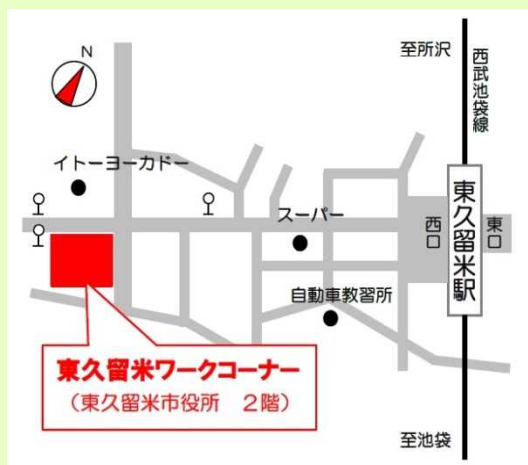 N
至所沢
西武池袋線
イトーヨーカドー
スーパー
西口
東久留米駅
東口
自動車教習所
東久留米ワークコーナー
(東久留米市役所　2階)
至池袋